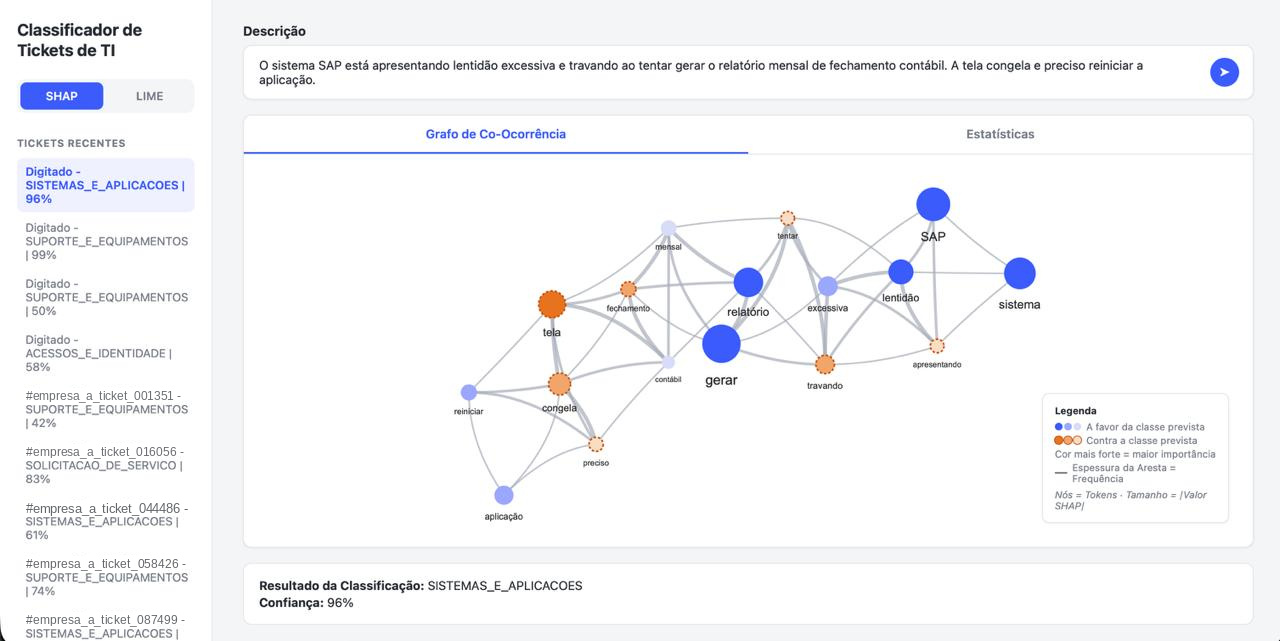 Classificador de
Tickets de TI
SHAP
LIME
TICKETS RECENTES
Digitado -
SISTEMAS_E_APLICACOES |
96%
Digitado -
SUPORTE_E_EQUIPAMENTOS
| 99%
Digitado -
SUPORTE_E_EQUIPAMENTOS
| 50%
Digitado -
ACESSOS_E_IDENTIDADE |
58%
#empresa_a_ticket_001351 -
SUPORTE_E_EQUIPAMENTOS
| 42%
#empresa_a_ticket_016056 -
SOLICITACAO_DE_SERVICO |
83%
#empresa_a_ticket_044486 -
SISTEMAS_E_APLICACOES |
61%
#empresa_a_ticket_058426 -
SUPORTE_E_EQUIPAMENTOS
| 74%
#empresa_a_ticket_087499 -
SISTEMAS_E_APLICACOES |
Descrição
O sistema SAP está apresentando lentidão excessiva e travando ao tentar gerar o relatório mensal de fechamento contábil. A tela congela e preciso reiniciar a
aplicação.
Grafo de Co-Ocorrência
Estatísticas
tentar
SAP
mensal
lentidão
sistema
fechamento
relatório
excessiva
tela
apresentando
contábil
gerar
travando
congela
reiniciar
preciso
aplicação
Legenda
A favor da classe prevista
Contra a classe prevista
Cor mais forte = maior importância
Espessura da Aresta =
Frequência
Nós = Tokens · Tamanho = |Valor
SHAP|
Resultado da Classificação: SISTEMAS_E_APLICACOES
Confiança: 96%